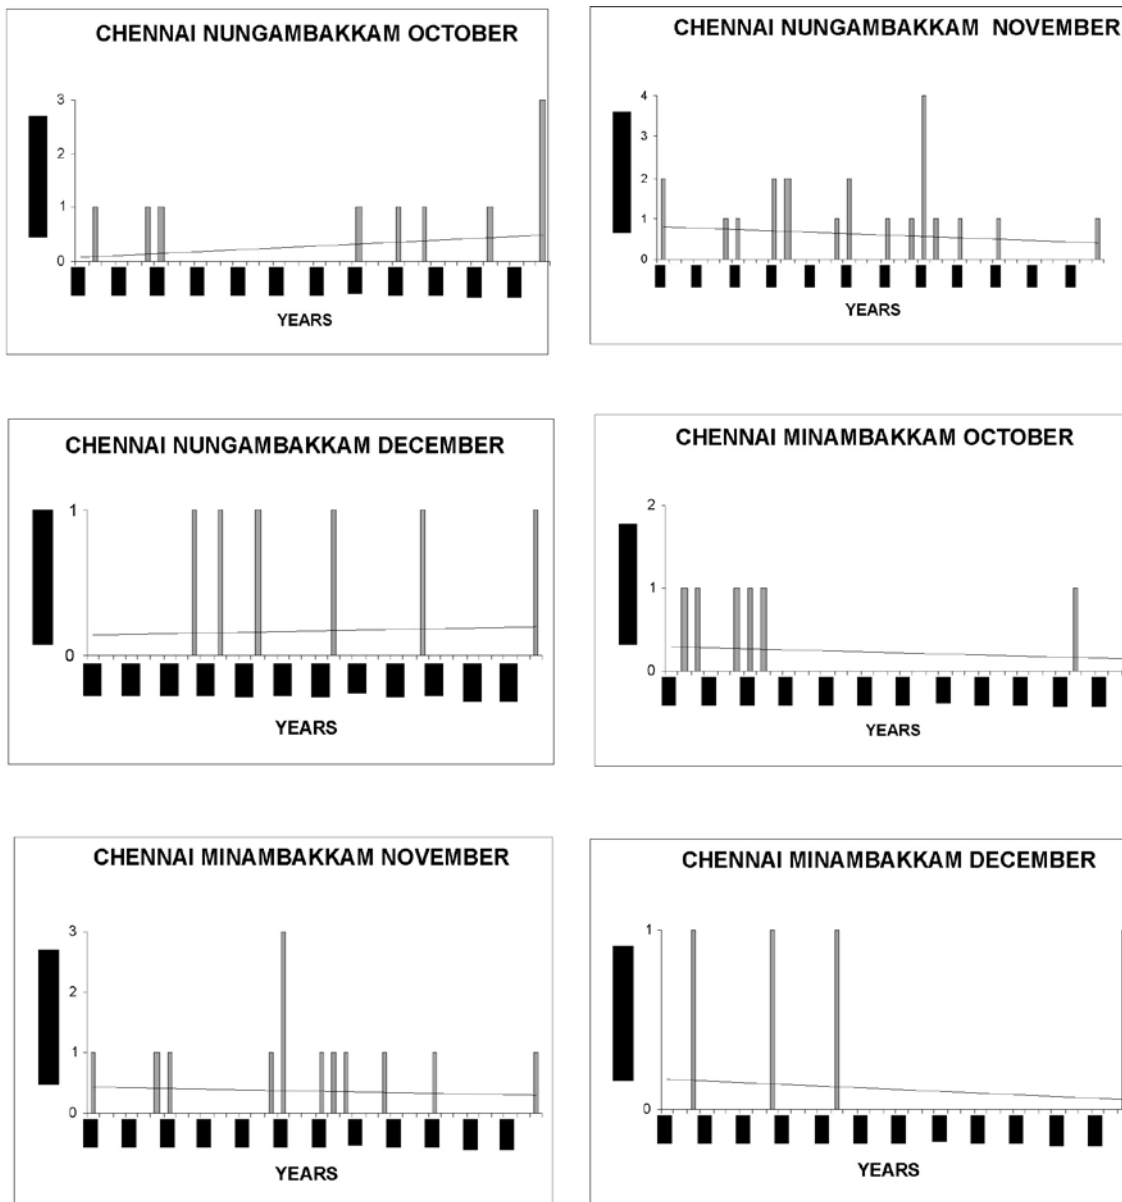 CHENNAI NUNGAMBAKKAM OCTOBER
3
2
1
0
YEARS
CHENNAI NUNGAMBAKKAM NOVEMBER
4
3
2
1
0
YEARS
CHENNAI NUNGAMBAKKAM DECEMBER
1
0
YEARS
CHENNAI MINAMBAKKAM OCTOBER
2
1
0
YEARS
CHENNAI MINAMBAKKAM NOVEMBER
3
2
1
0
YEARS
CHENNAI MINAMBAKKAM DECEMBER
1
0
YEARS